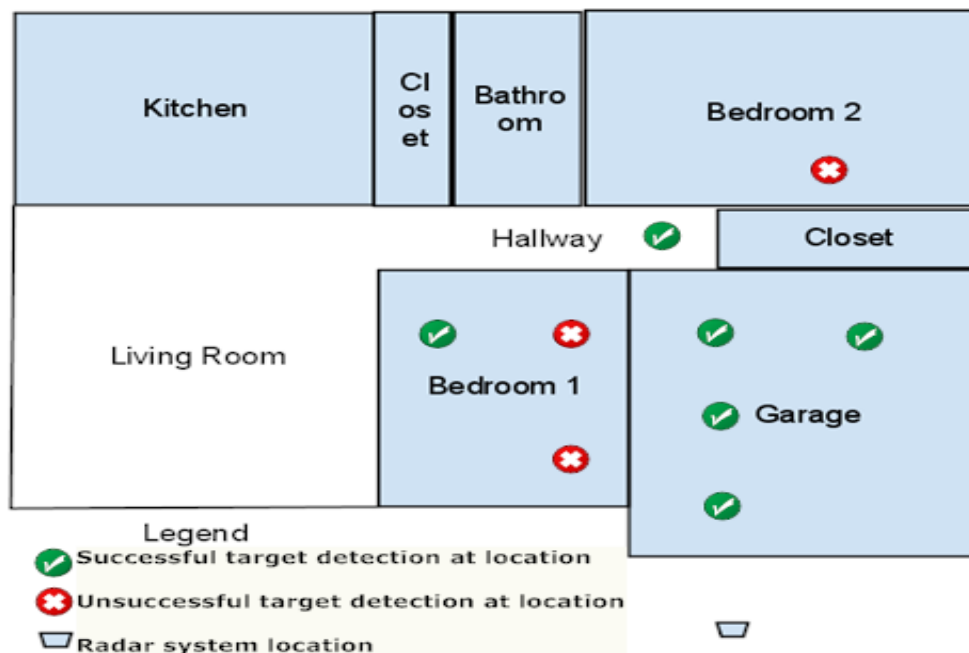 Kitchen
Cl
os
et
Bathro
om
Bedroom 2
Hallway
Closet
Living Room
Bedroom 1
Garage
Legend
Successful target detection at location
Unsuccessful target detection at location
Radar system location